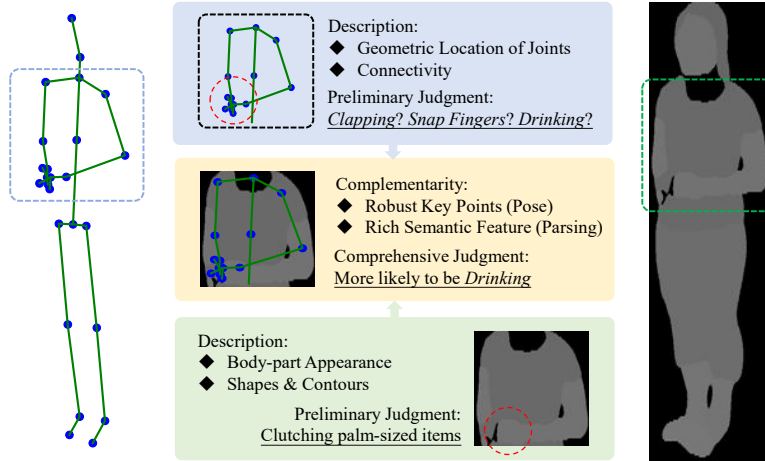 Description:
◆ Geometric Location of Joints
◆ Connectivity
Preliminary Judgment:
Clapping? Snap Fingers? Drinking?
Complementarity:
◆ Robust Key Points (Pose)
◆ Rich Semantic Feature (Parsing)
Comprehensive Judgment:
More likely to be Drinking
Description:
◆ Body-part Appearance
◆ Shapes & Contours
Preliminary Judgment:
Clutching palm-sized items